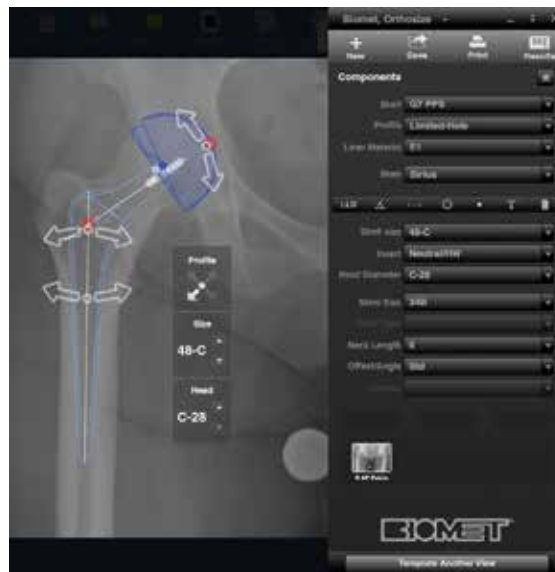 Biomet, Orthosize
New Save Print
Components
Shell G7 PPS
Profile Limited-Hole
Liner Material E1
Stem Sirius
Shell size 48-C
Insert Neutral/HW
Head Diameter C-28
Stem Size
Neck Length
Offset/Angle Std
Profile
Size
48-C
Head
C-28
BIOMET
Template Another View